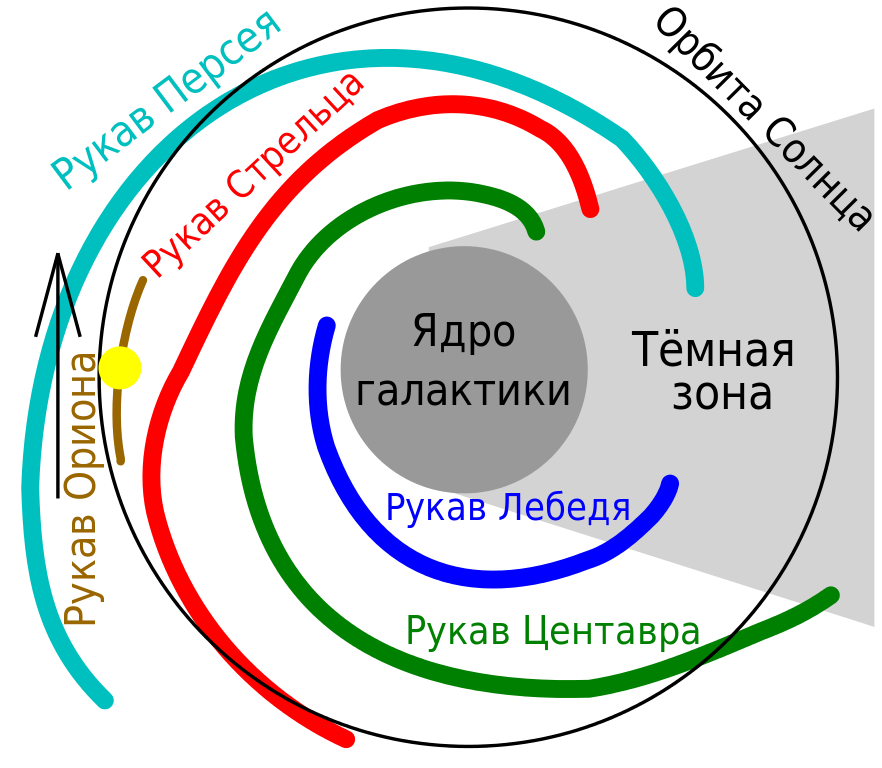 Рукав Персея
Орбита Солнца
Рукав Стрельца
Ядро
галактики
Тёмная
зона
Рукав Ориона
Рукав Лебедя
Рукав Центавра